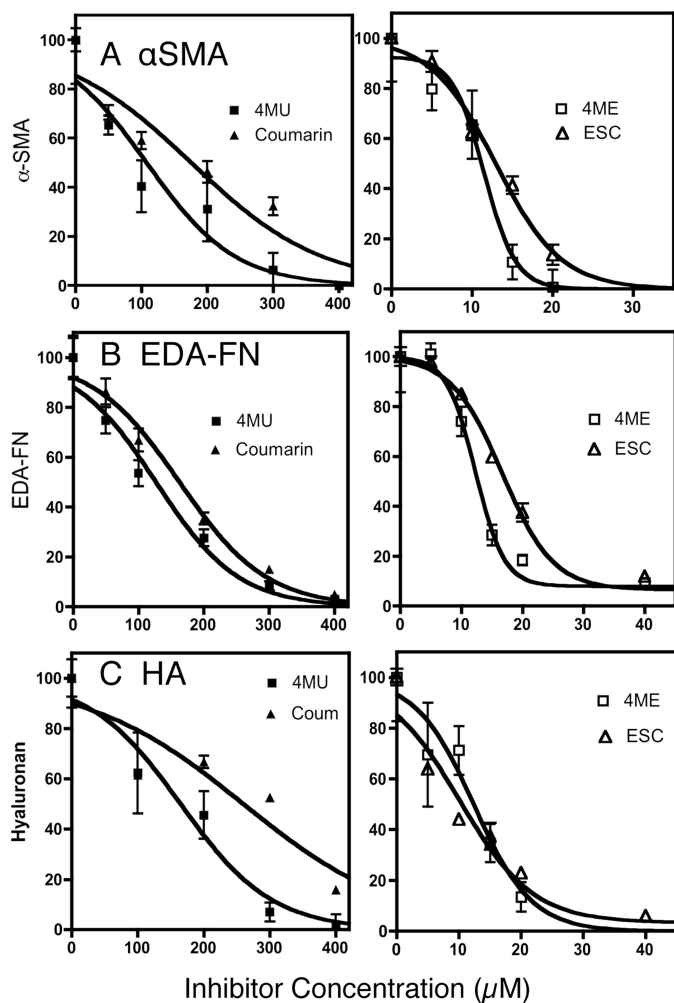 A αSMA
α-SMA
100
80
60
40
20
0
4MU
Coumarin
0 100 200 300 400
100
80
60
40
20
0
4ME
ESC
0 10 20 30
B EDA-FN
EDA-FN
100
80
60
40
20
0
4MU
Coumarin
0 100 200 300 400
100
80
60
40
20
0
4ME
ESC
0 10 20 30 40
C HA
Hyaluronan
100
80
60
40
20
0
4MU
Coum
0 100 200 300 400
100
80
60
40
20
0
4ME
ESC
0 10 20 30 40
Inhibitor Concentration (µM)